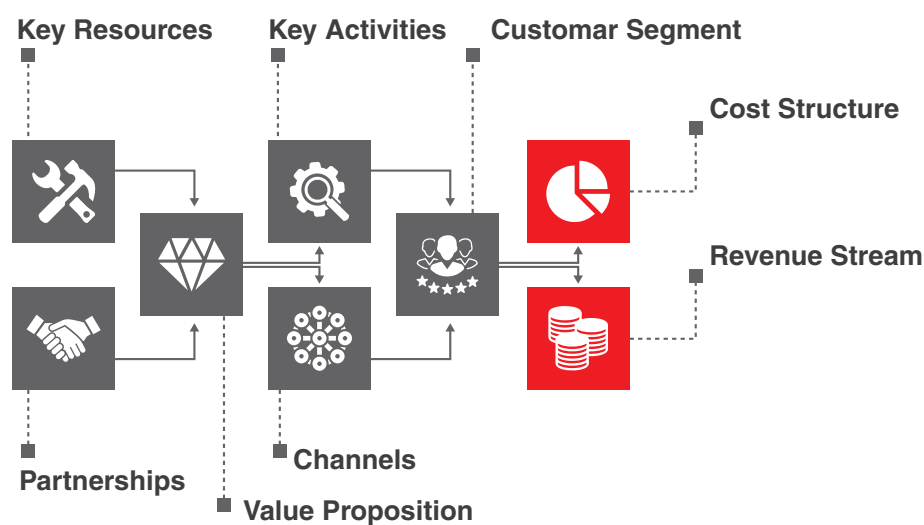 Key Resources
Key Activities
Customar Segment
Cost Structure
Revenue Stream
Channels
Partnerships
Value Proposition